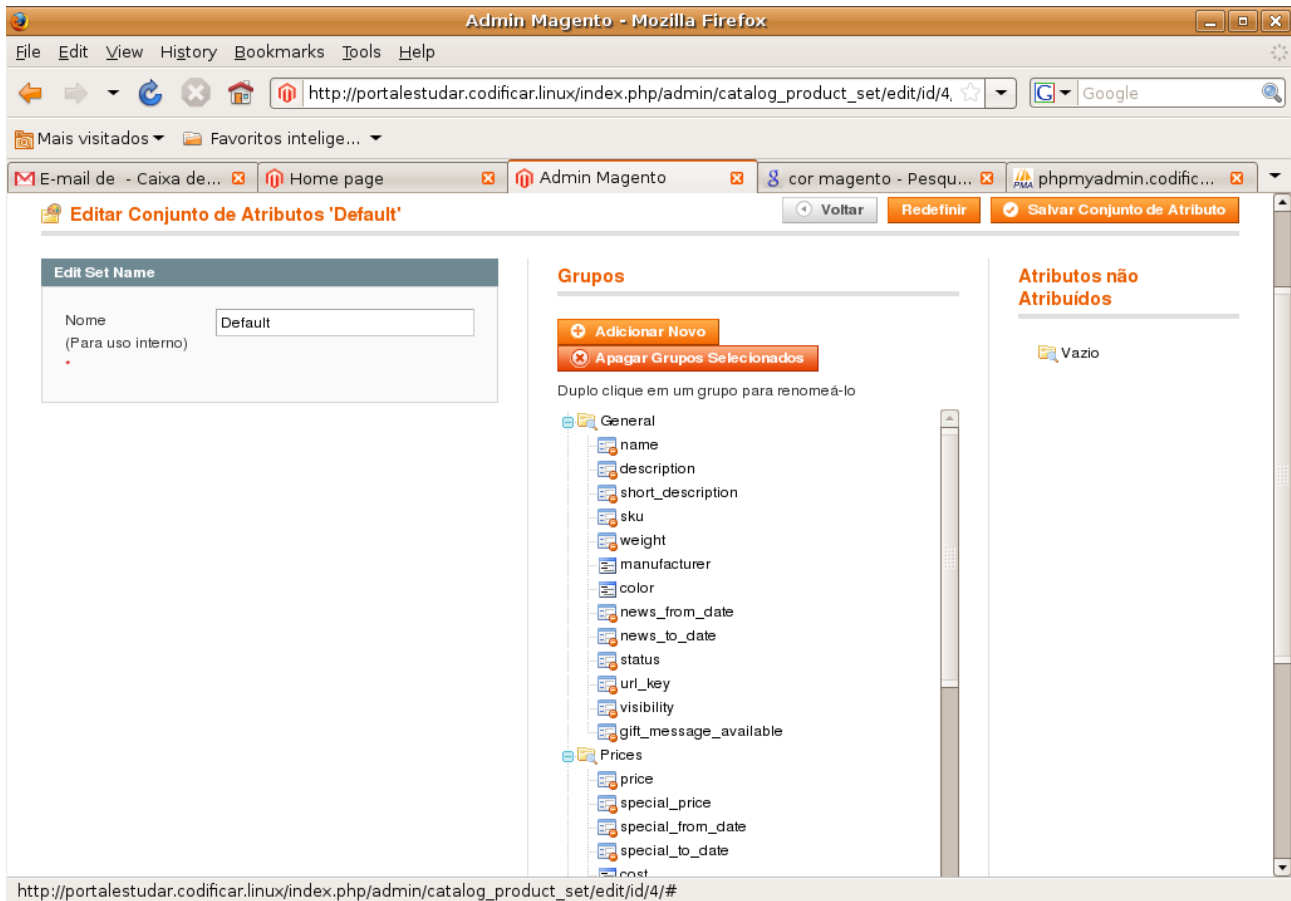 Admin Magento - Mozilla Firefox
File Edit View History Bookmarks Tools Help
http://portalestudar.codificar.linux/index.php/admin/catalog_product_set/edit/id/4,
G Google
Mais visitados Favoritos intelige...
E-mail de - Caixa de... Home page Admin Magento cor magento - Pesqu... phpmyadmin.codific...
Editar Conjunto de Atributos 'Default' Voltar Redefinir Salvar Conjunto de Atributo
Edit Set Name
Nome
(Para uso interno)
*
Default
Grupos
Adicionar Novo
Apagar Grupos Selecionados
Duplo clique em um grupo para renomeá-lo
General
name
description
short_description
sku
weight
manufacturer
color
news_from_date
news_to_date
status
url_key
visibility
gift_message_available
Prices
price
special_price
special_from_date
special_to_date
cost
Atributos não
Atribuídos
Vazio
http://portalestudar.codificar.linux/index.php/admin/catalog_product_set/edit/id/4/#